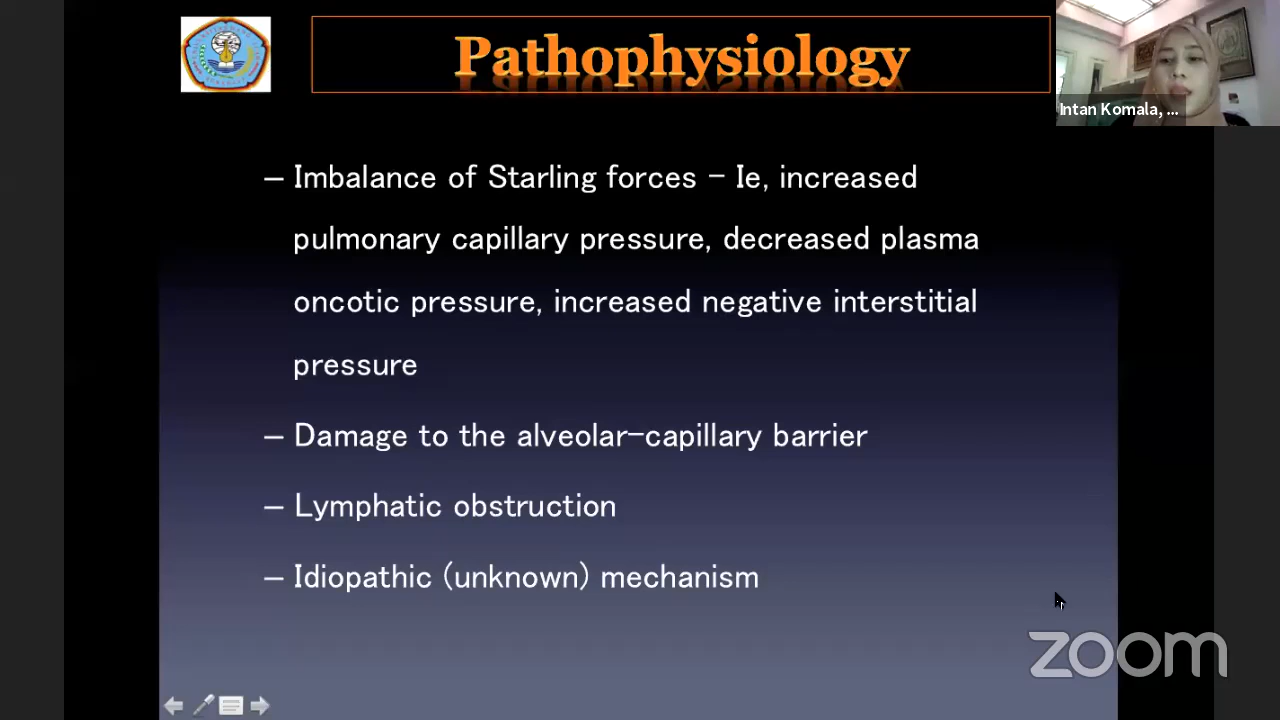 Pathophysiology
Intan Komala, ...
– Imbalance of Starling forces – Ie, increased
pulmonary capillary pressure, decreased plasma
oncotic pressure, increased negative interstitial
pressure
– Damage to the alveolar-capillary barrier
– Lymphatic obstruction
– Idiopathic (unknown) mechanism
zoom